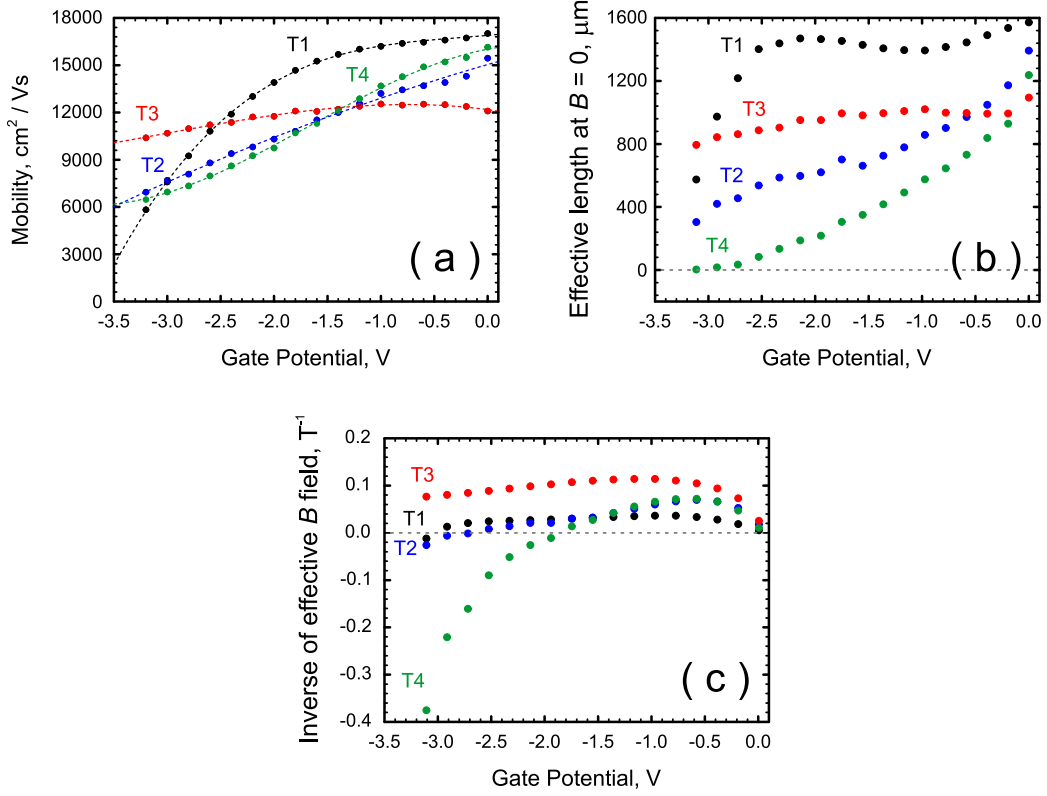 18000
15000
12000
9000
6000
3000
0
Mobility, cm² / Vs
T1
T4
T3
T2
( a )
-3.5 -3.0 -2.5 -2.0 -1.5 -1.0 -0.5 0.0
Gate Potential, V
1600
1200
800
400
0
Effective length at B = 0, μm
T1
T3
T2
T4
( b )
-3.5 -3.0 -2.5 -2.0 -1.5 -1.0 -0.5 0.0
Gate Potential, V
0.2
0.1
0.0
-0.1
-0.2
-0.3
-0.4
Inverse of effective B field, T⁻¹
T3
T1
T2
T4
( c )
-3.5 -3.0 -2.5 -2.0 -1.5 -1.0 -0.5 0.0
Gate Potential, V